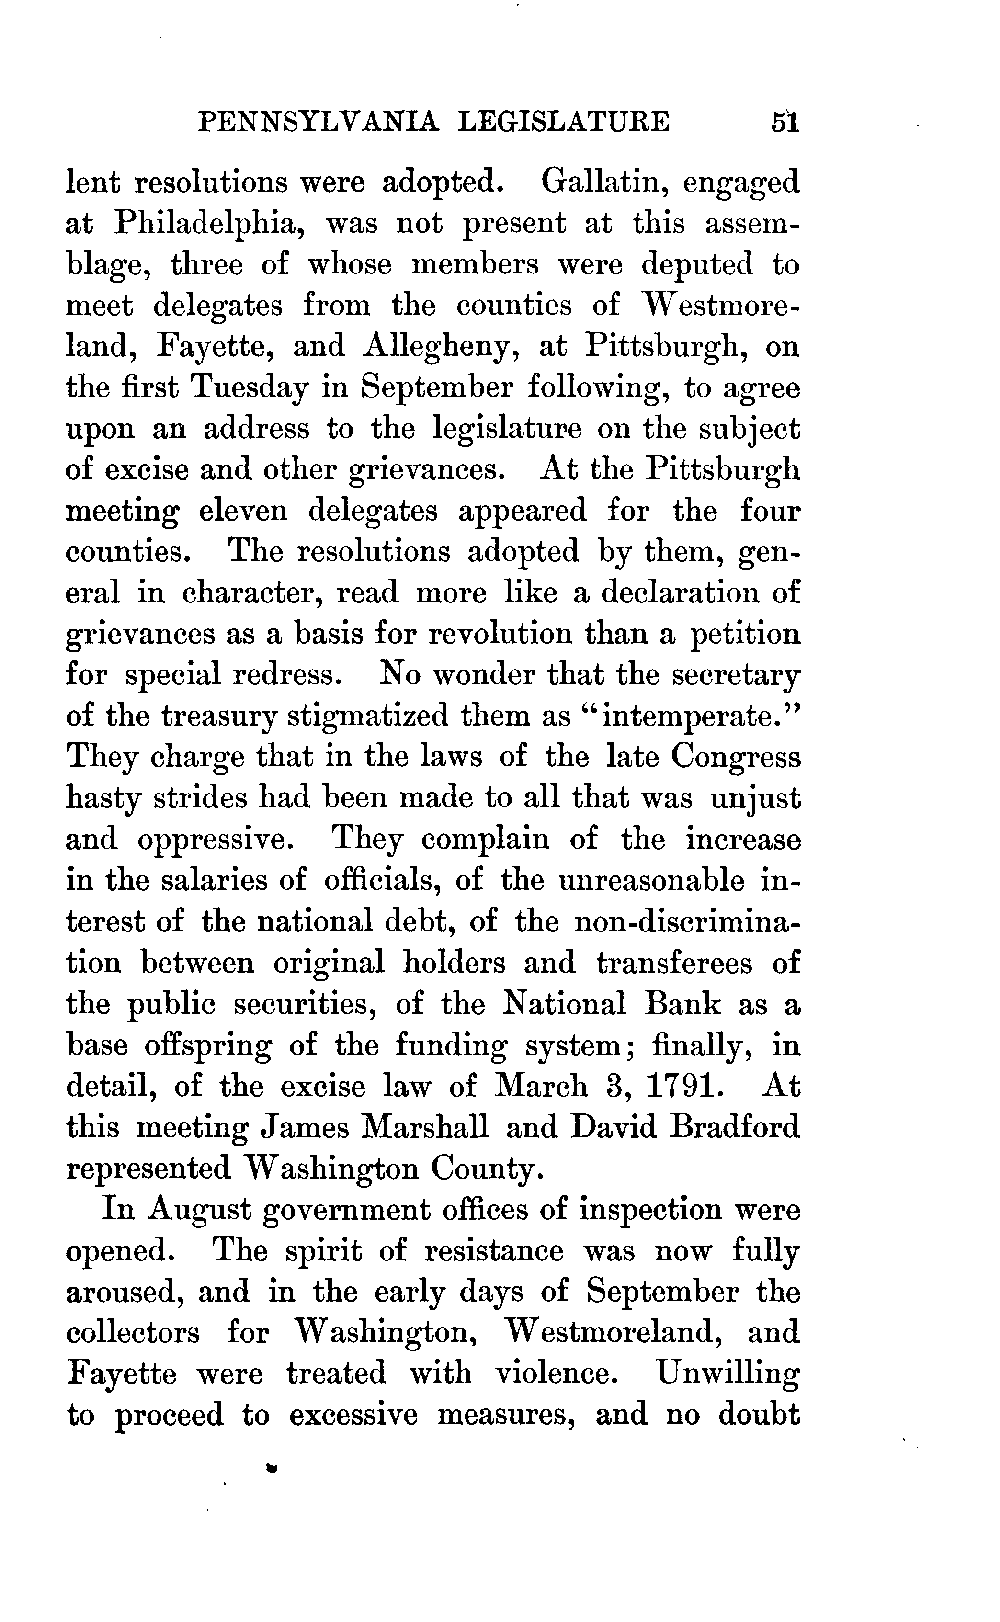 PENNSYLVANIA LEGISLATURE 51
lent resolutions were adopted. Gallatin, engaged
at Philadelphia, was not present at this assem-
blage, three of whose members were deputed to
meet delegates from the counties of Westmore-
land, Fayette, and Allegheny, at Pittsburgh, on
the first Tuesday in September following, to agree
upon an address to the legislature on the subject
of excise and other grievances. At the Pittsburgh
meeting eleven delegates appeared for the four
counties. The resolutions adopted by them, gen-
eral in character, read more like a declaration of
grievances as a basis for revolution than a petition
for special redress. No wonder that the secretary
of the treasury stigmatized them as "intemperate."
They charge that in the laws of the late Congress
hasty strides had been made to all that was unjust
and oppressive. They complain of the increase
in the salaries of officials, of the unreasonable in-
terest of the national debt, of the non-discrimina-
tion between original holders and transferees of
the public securities, of the National Bank as a
base offspring of the funding system; finally, in
detail, of the excise law of March 3, 1791. At
this meeting James Marshall and David Bradford
represented Washington County.
In August government offices of inspection were
opened. The spirit of resistance was now fully
aroused, and in the early days of September the
collectors for Washington, Westmoreland, and
Fayette were treated with violence. Unwilling
to proceed to excessive measures, and no doubt